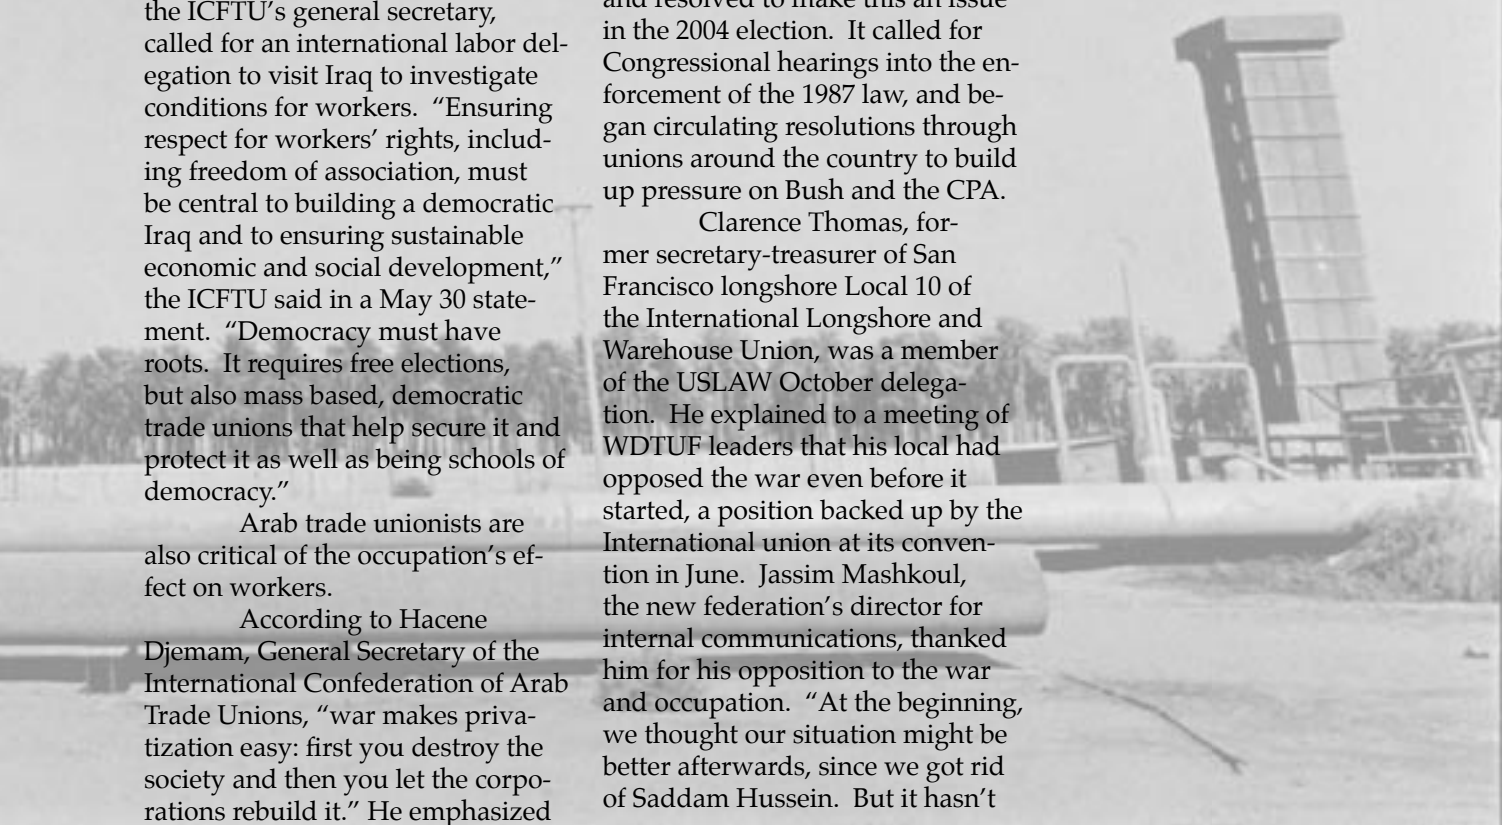 the ICFTU’s general secretary,
called for an international labor del-
egation to visit Iraq to investigate
conditions for workers.  “Ensuring
respect for workers’ rights, includ-
ing freedom of association, must
be central to building a democratic
Iraq and to ensuring sustainable
economic and social development,”
the ICFTU said in a May 30 state-
ment.  “Democracy must have
roots.  It requires free elections,
but also mass based, democratic
trade unions that help secure it and
protect it as well as being schools of
democracy.”
Arab trade unionists are
also critical of the occupation’s ef-
fect on workers.
According to Hacene
Djemam, General Secretary of the
International Confederation of Arab
Trade Unions, “war makes priva-
tization easy: first you destroy the
society and then you let the corpo-
rations rebuild it.” He emphasized
and resolved to make this an issue
in the 2004 election.  It called for
Congressional hearings into the en-
forcement of the 1987 law, and be-
gan circulating resolutions through
unions around the country to build
up pressure on Bush and the CPA.
Clarence Thomas, for-
mer secretary-treasurer of San
Francisco longshore Local 10 of
the International Longshore and
Warehouse Union, was a member
of the USLAW October delega-
tion.  He explained to a meeting of
WDTUF leaders that his local had
opposed the war even before it
started, a position backed up by the
International union at its conven-
tion in June.  Jassim Mashkoul,
the new federation’s director for
internal communications, thanked
him for his opposition to the war
and occupation.  “At the beginning,
we thought our situation might be
better afterwards, since we got rid
of Saddam Hussein.  But it hasn’t